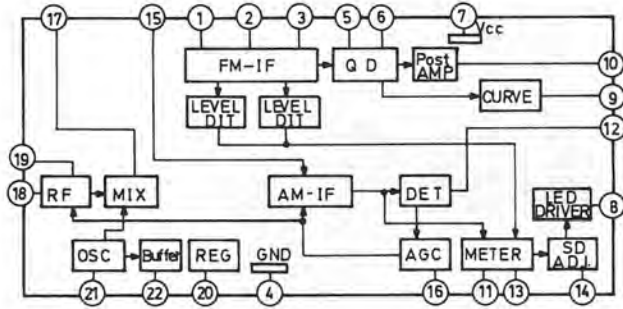 17 15 1 2 3 5 6 7
Vcc
FM-IF QD Post AMP 10
LEVEL DIT LEVEL DIT CURVE 9
12
19
18 RF MIX AM-IF DET LED DRIVER 8
OSC Buffer REG GND AGC METER SD ADJ.
21 22 20 4 16 11 13 14